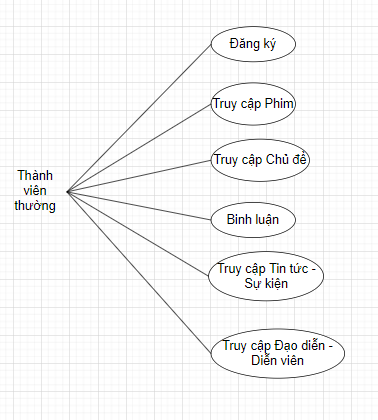 Đăng ký
Truy cập Phim
Truy cập Chủ đề
Thành
viên
thường
Bình luận
Truy cập Tin tức -
Sự kiện
Truy cập Đạo diễn -
Diễn viên